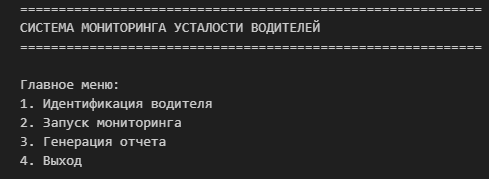 ============================================================
СИСТЕМА МОНИТОРИНГА УСТАЛОСТИ ВОДИТЕЛЕЙ
============================================================
Главное меню:
1. Идентификация водителя
2. Запуск мониторинга
3. Генерация отчета
4. Выход